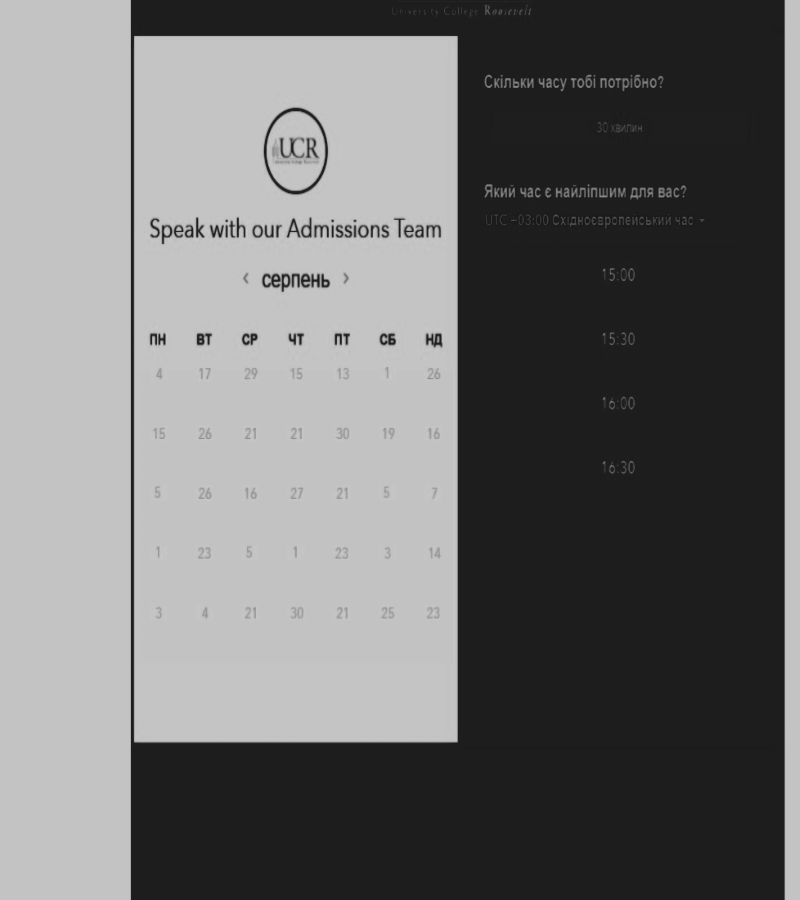 University College Roosevelt
UCR
Speak with our Admissions Team
‹ серпень ›
ПН ВТ СР ЧТ ПТ СБ НД
4 17 29 15 13 1 26
15 26 21 21 30 19 16
5 26 16 27 21 5 7
1 23 5 1 23 3 14
3 4 21 30 21 25 23
Скільки часу тобі потрібно?
30 хвилин
Який час є найліпшим для вас?
UTC −03:00 Східноєвропейський час
15:00
15:30
16:00
16:30